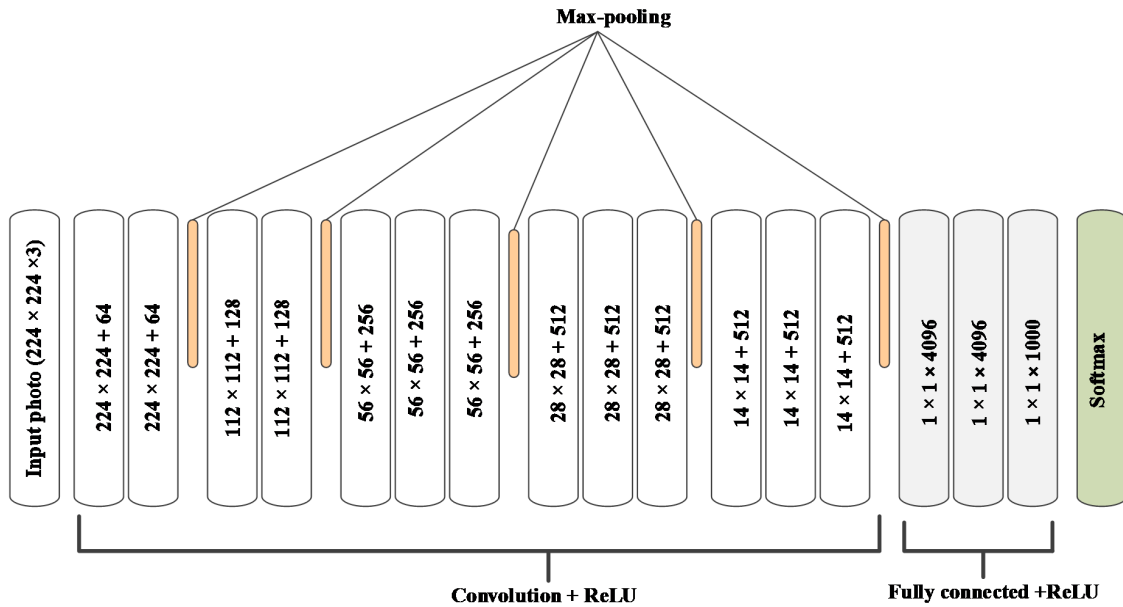 Max-pooling
Input photo (224 × 224 ×3)
224 × 224 + 64
224 × 224 + 64
112 × 112 + 128
112 × 112 + 128
56 × 56 + 256
56 × 56 + 256
56 × 56 + 256
28 × 28 + 512
28 × 28 + 512
28 × 28 + 512
14 × 14 + 512
14 × 14 + 512
14 × 14 + 512
1 × 1 × 4096
1 × 1 × 4096
1 × 1 × 1000
Softmax
Convolution + ReLU
Fully connected +ReLU